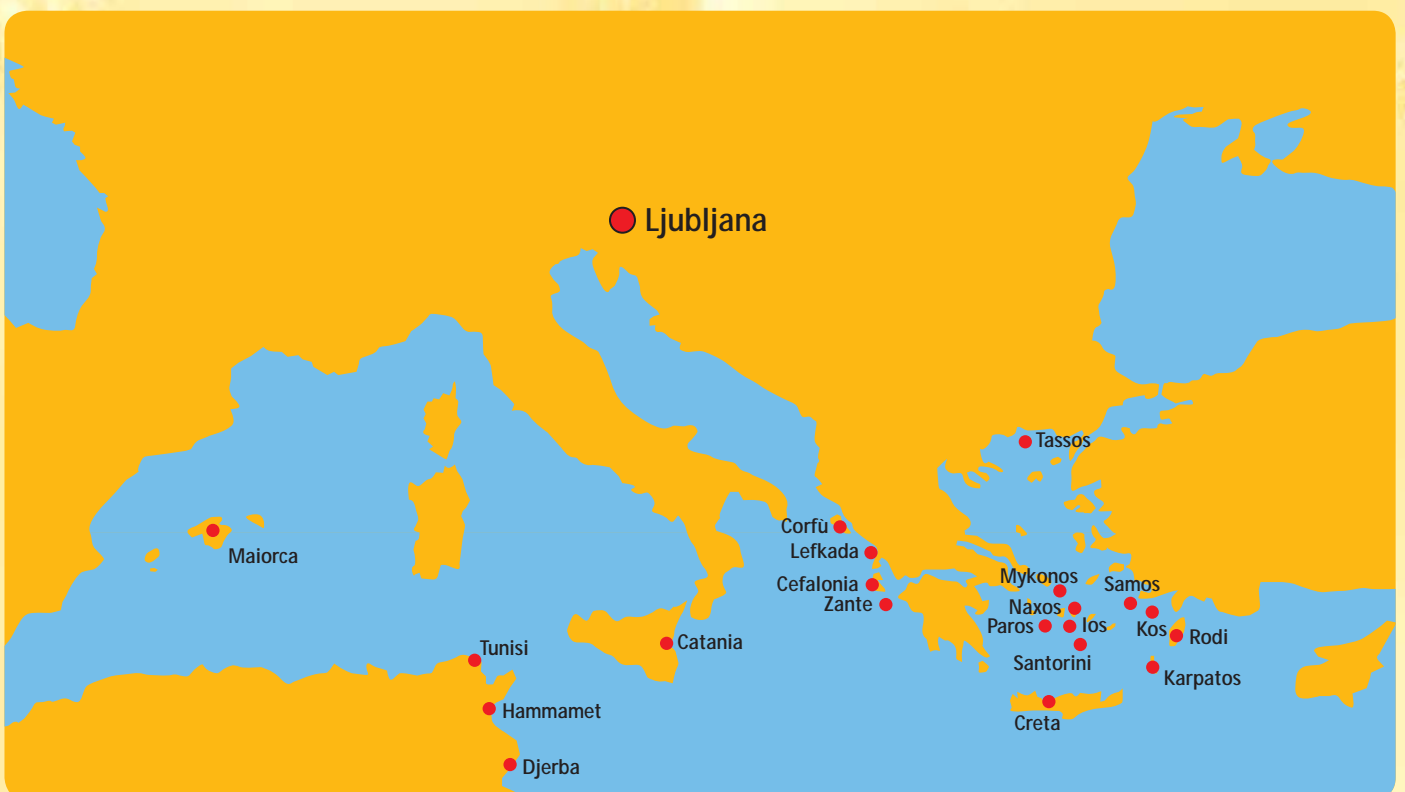 Ljubljana
Tassos
Corfù
Lefkada
Maiorca
Mykonos
Samos
Cefalonia
Zante
Naxos
Paros
Ios
Kos
Rodi
Catania
Tunisi
Santorini
Karpatos
Hammamet
Creta
Djerba